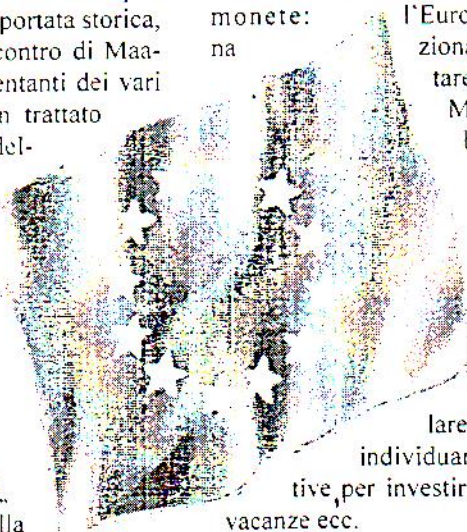 portata storica,
contro di Maa-
entanti dei vari
n trattato
del-
lla
monete:
na
l'Euro
ziona
tare
M
lare
individuar
tive per investir
vacanze ecc.